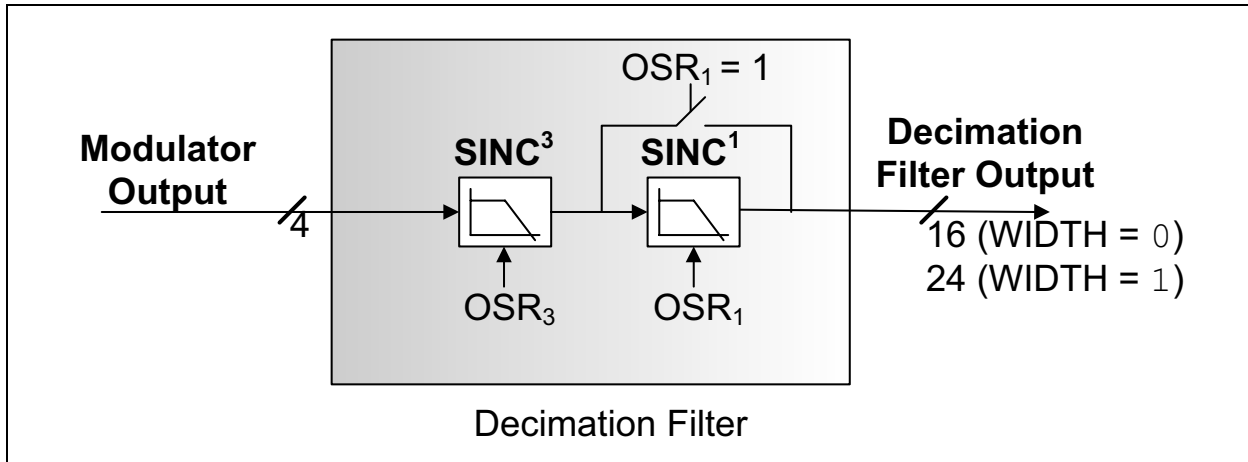 OSR₁ = 1
Modulator
Output
4
SINC³
SINC¹
OSR₃
OSR₁
Decimation
Filter Output
16 (WIDTH = 0)
24 (WIDTH = 1)
Decimation Filter